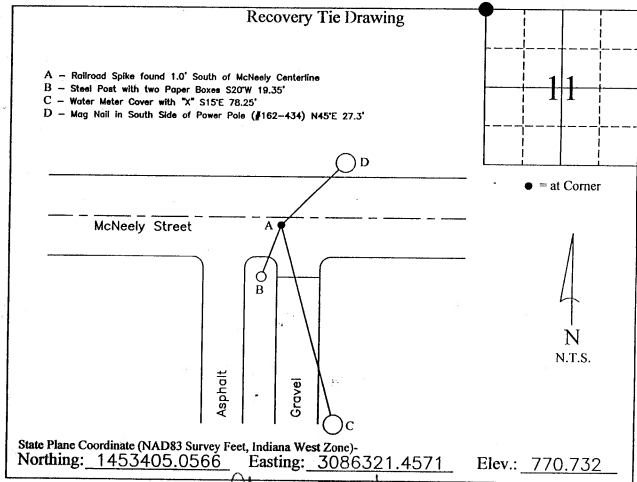 Recovery Tie Drawing
A – Railroad Spike found 1.0' South of McNeely Centerline
B – Steel Post with two Paper Boxes S20°W 19.35'
C – Water Meter Cover with "X" S15°E 78.25'
D – Mag Nail in South Side of Power Pole (#162–434) N45°E 27.3'
11
● = at Corner
D
McNeely Street
A
B
Asphalt
Gravel
C
N
N.T.S.
State Plane Coordinate (NAD83 Survey Feet, Indiana West Zone)-
Northing: 1453405.0566 Easting: 3086321.4571 Elev.: 770.732